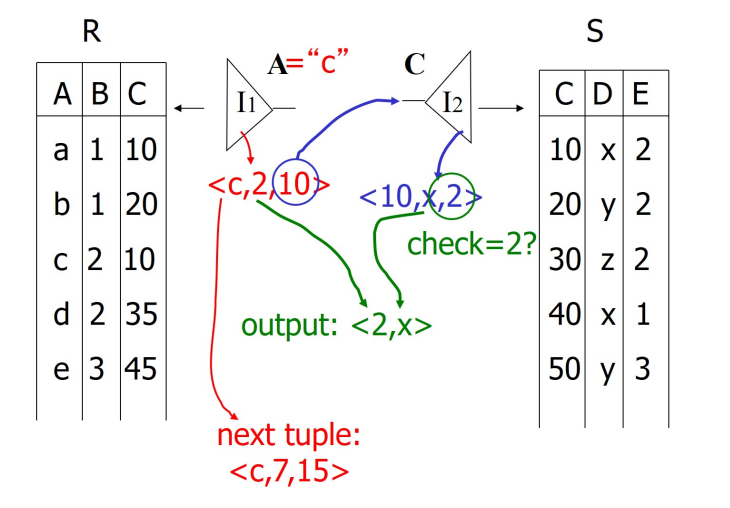 R
S
A=“c”
C
A B C
I1
I2
C D E
a 1 10
b 1 20
c 2 10
d 2 35
e 3 45
<c,2,10>
<10,x,2>
check=2?
output: <2,x>
next tuple:
<c,7,15>
10 x 2
20 y 2
30 z 2
40 x 1
50 y 3